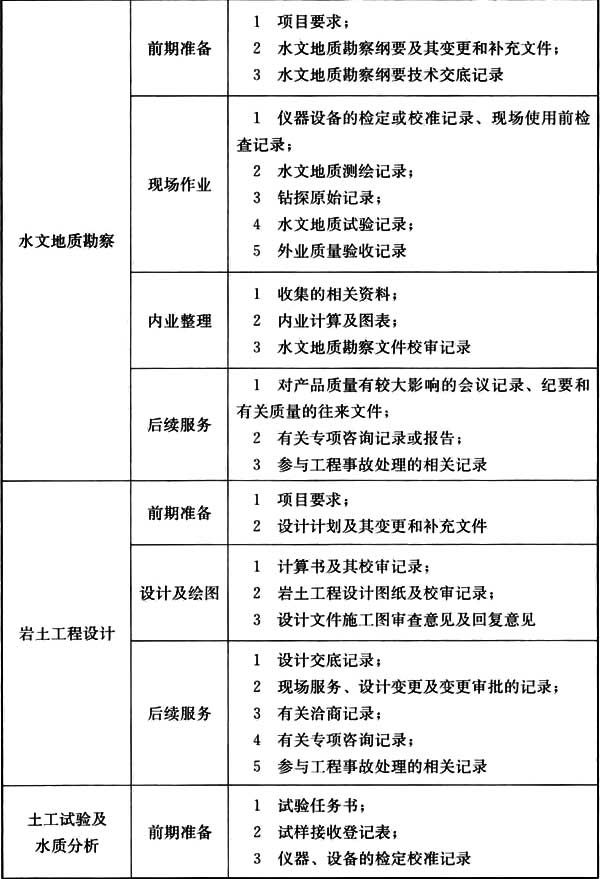 水文地质勘察
前期准备
1 项目要求；
2 水文地质勘察纲要及其变更和补充文件；
3 水文地质勘察纲要技术交底记录
现场作业
1 仪器设备的检定或校准记录、现场使用前检
查记录；
2 水文地质测绘记录；
3 钻探原始记录；
4 水文地质试验记录；
5 外业质量验收记录
内业整理
1 收集的相关资料；
2 内业计算及图表；
3 水文地质勘察文件校审记录
后续服务
1 对产品质量有较大影响的会议记录、纪要和
有关质量的往来文件；
2 有关专项咨询记录或报告；
3 参与工程事故处理的相关记录
岩土工程设计
前期准备
1 项目要求；
2 设计计划及其变更和补充文件
设计及绘图
1 计算书及其校审记录；
2 岩土工程设计图纸及校审记录；
3 设计文件施工图审查意见及回复意见
后续服务
1 设计交底记录；
2 现场服务、设计变更及变更审批的记录；
3 有关洽商记录；
4 有关专项咨询记录；
5 参与工程事故处理的相关记录
土工试验及
水质分析
前期准备
1 试验任务书；
2 试样接收登记表；
3 仪器、设备的检定校准记录